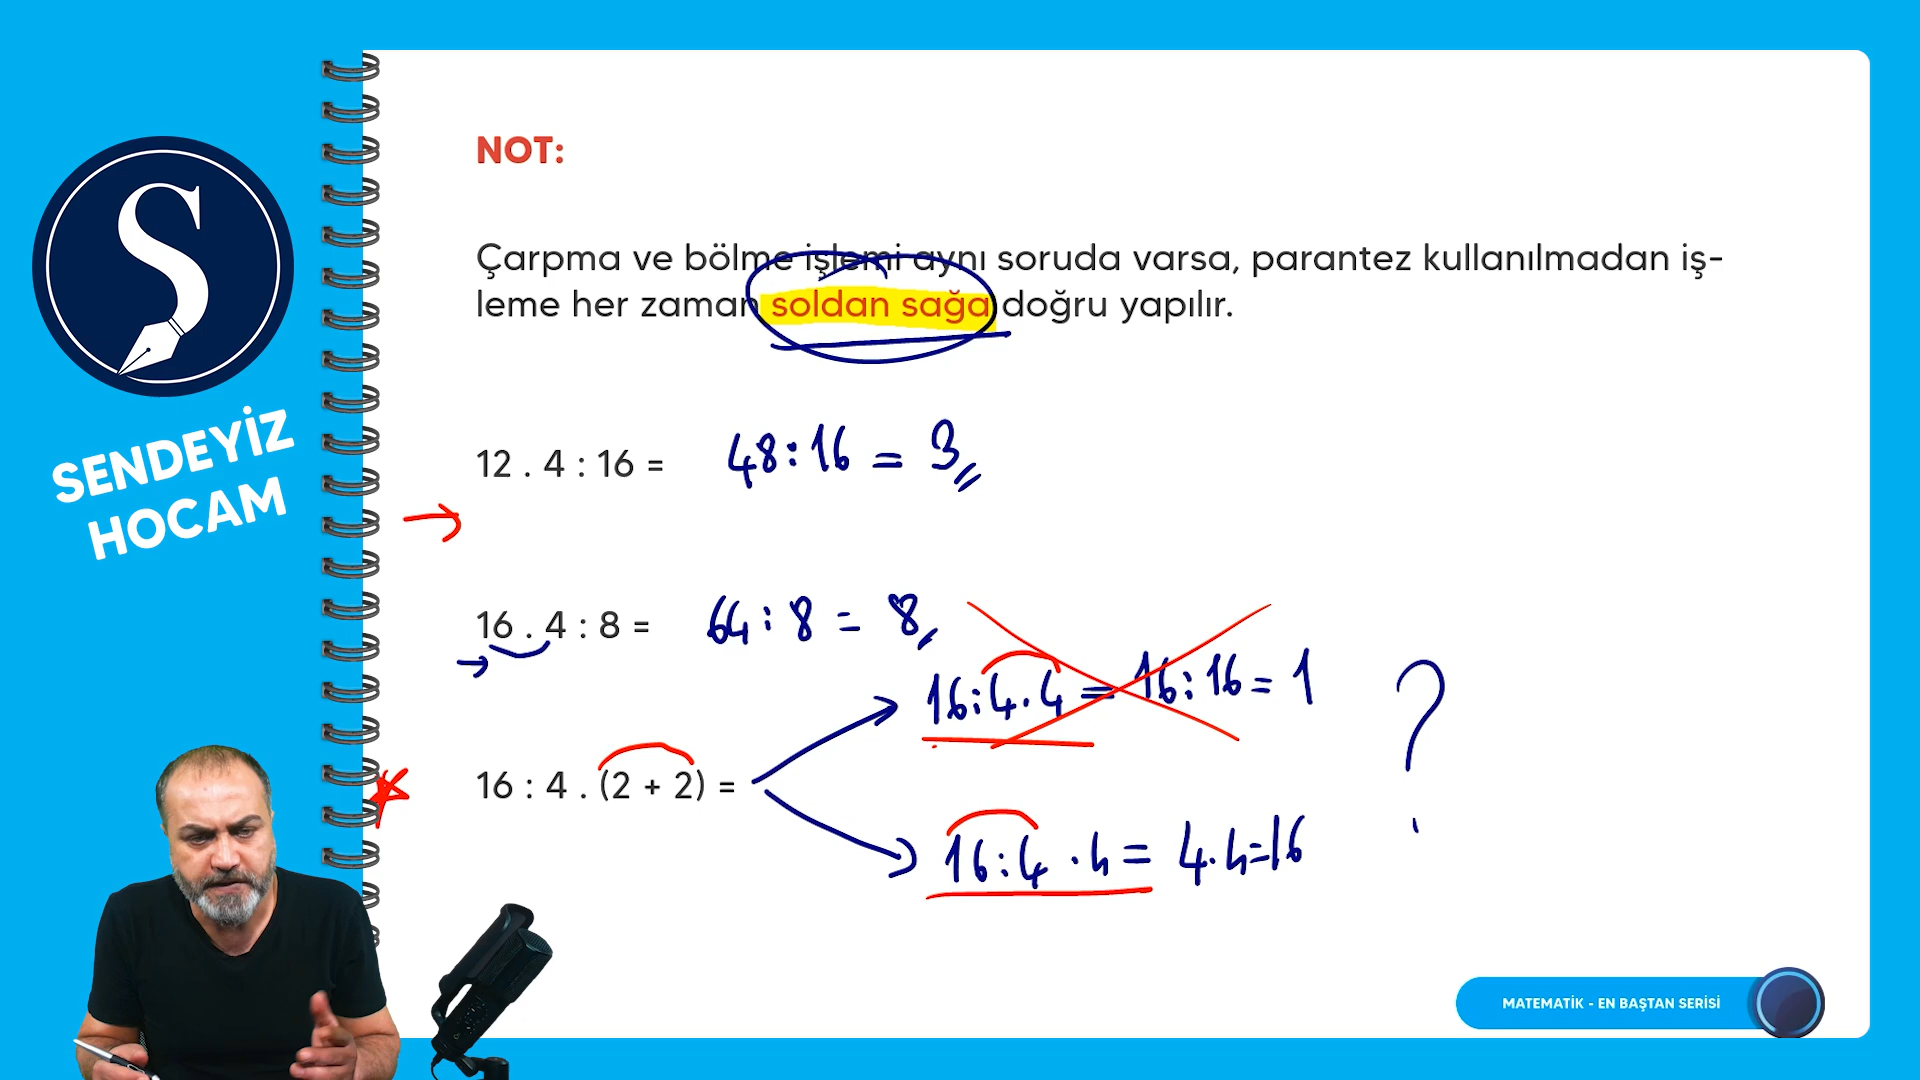 S
SENDEYİZ
HOCAM
NOT:
Çarpma ve bölme işlemi aynı soruda varsa, parantez kullanılmadan iş-
leme her zaman soldan sağa doğru yapılır.
12 . 4 : 16 = 48 : 16 = 3
16 . 4 : 8 = 64 : 8 = 8
16 : 4 . 4 = 16 : 16 = 1 ?
16 : 4 . (2 + 2) =
16 : 4 . 4 = 4 . 4 = 16
MATEMATİK - EN BAŞTAN SERİSİ